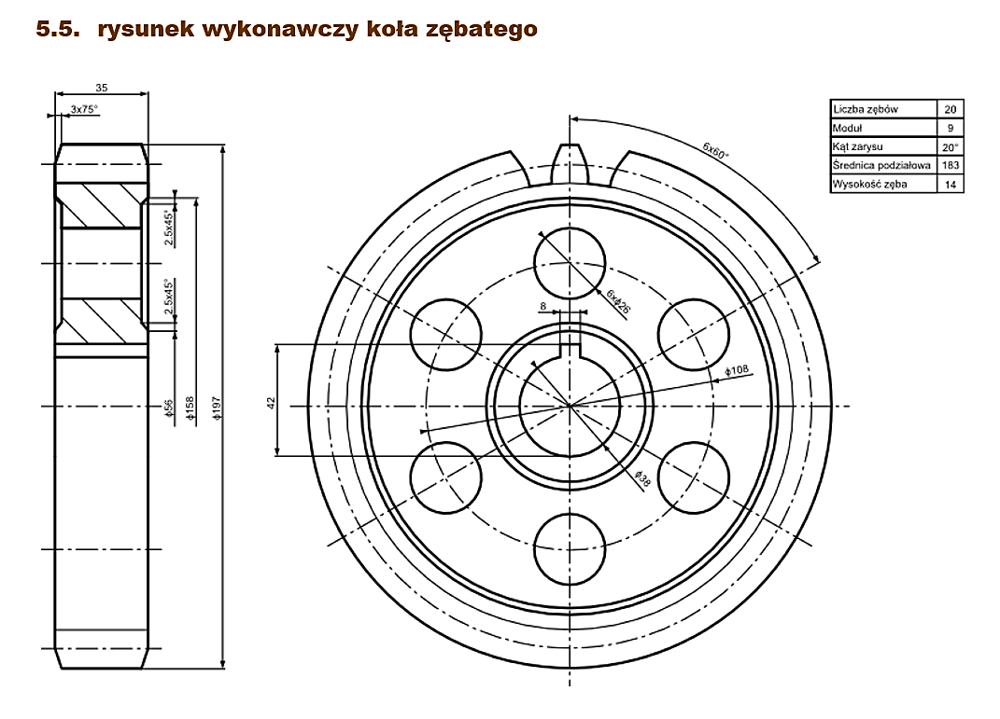 5.5. rysunek wykonawczy koła zębatego
35
3x75°
2.5x45°
2.5x45°
ϕ56
ϕ158
ϕ197
6x60°
6xϕ26
8
42
ϕ108
ϕ38
Liczba zębów 20
Moduł 9
Kąt zarysu 20°
Średnica podziałowa 183
Wysokość zęba 14